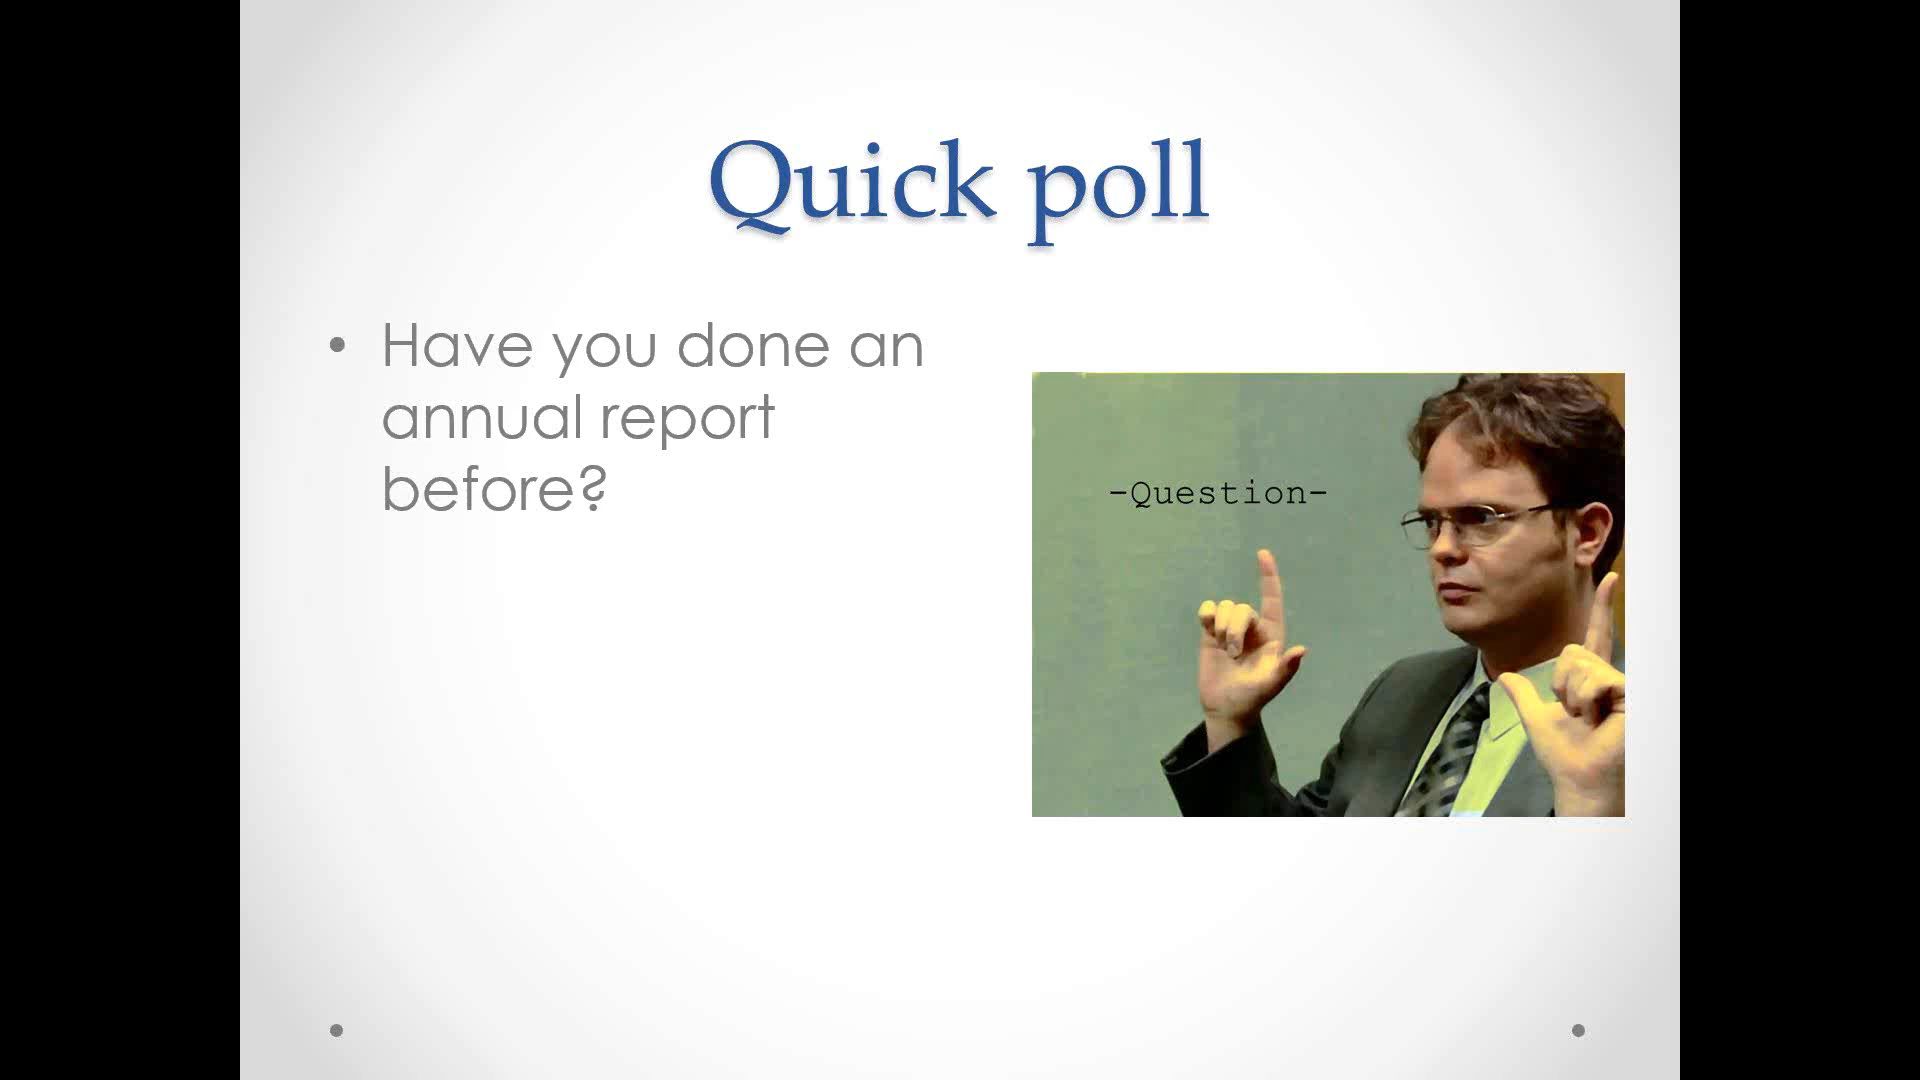 Quick poll
• Have you done an
annual report
before?
-Question-